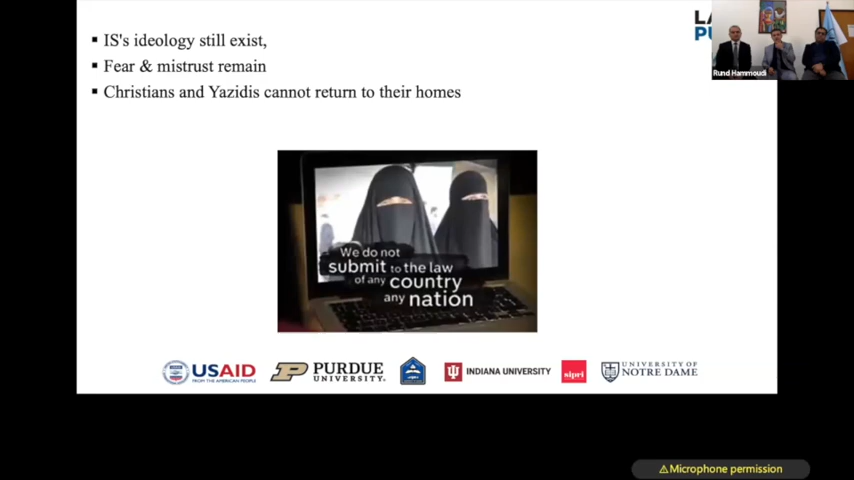 IS's ideology still exist,
Fear & mistrust remain
Christians and Yazidis cannot return to their homes
Rund Hammoudi
We do not
submit to the law
of any country
any nation
USAID
FROM THE AMERICAN PEOPLE
PURDUE
UNIVERSITY
INDIANA UNIVERSITY
sipri
UNIVERSITY OF
NOTRE DAME
Microphone permission